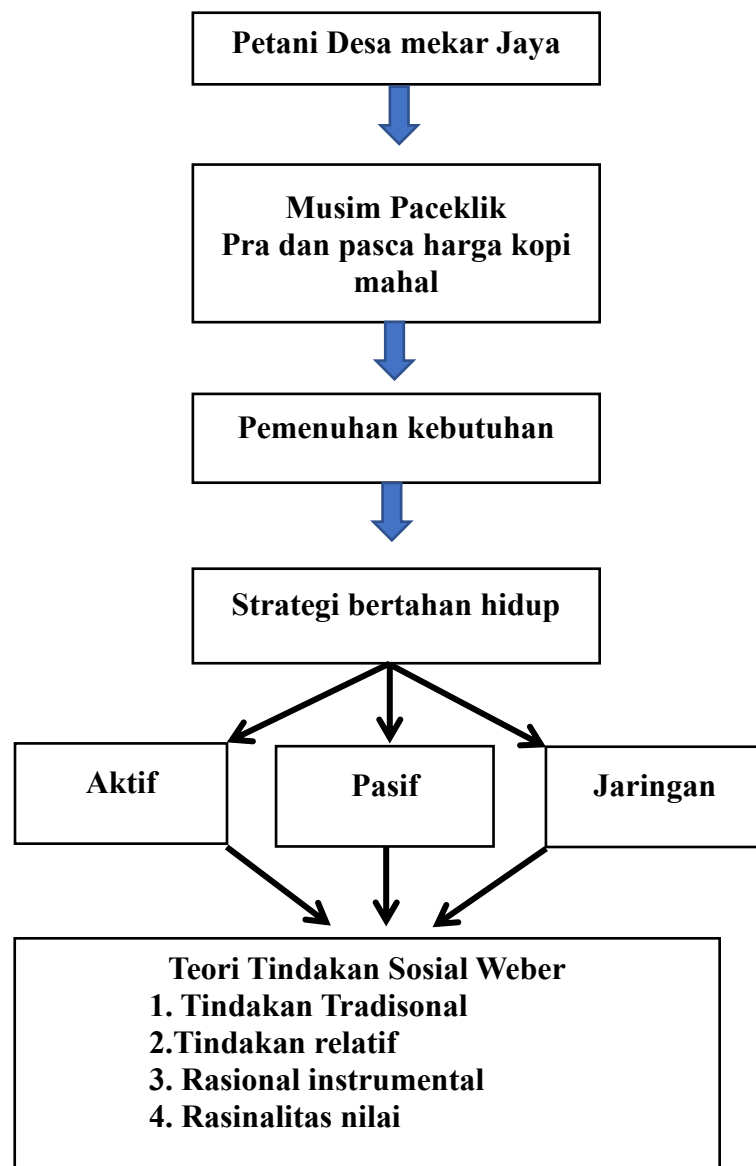 Petani Desa mekar Jaya
Musim Paceklik
Pra dan pasca harga kopi
mahal
Pemenuhan kebutuhan
Strategi bertahan hidup
Aktif
Pasif
Jaringan
Teori Tindakan Sosial Weber
1. Tindakan Tradisonal
2.Tindakan relatif
3. Rasional instrumental
4. Rasinalitas nilai